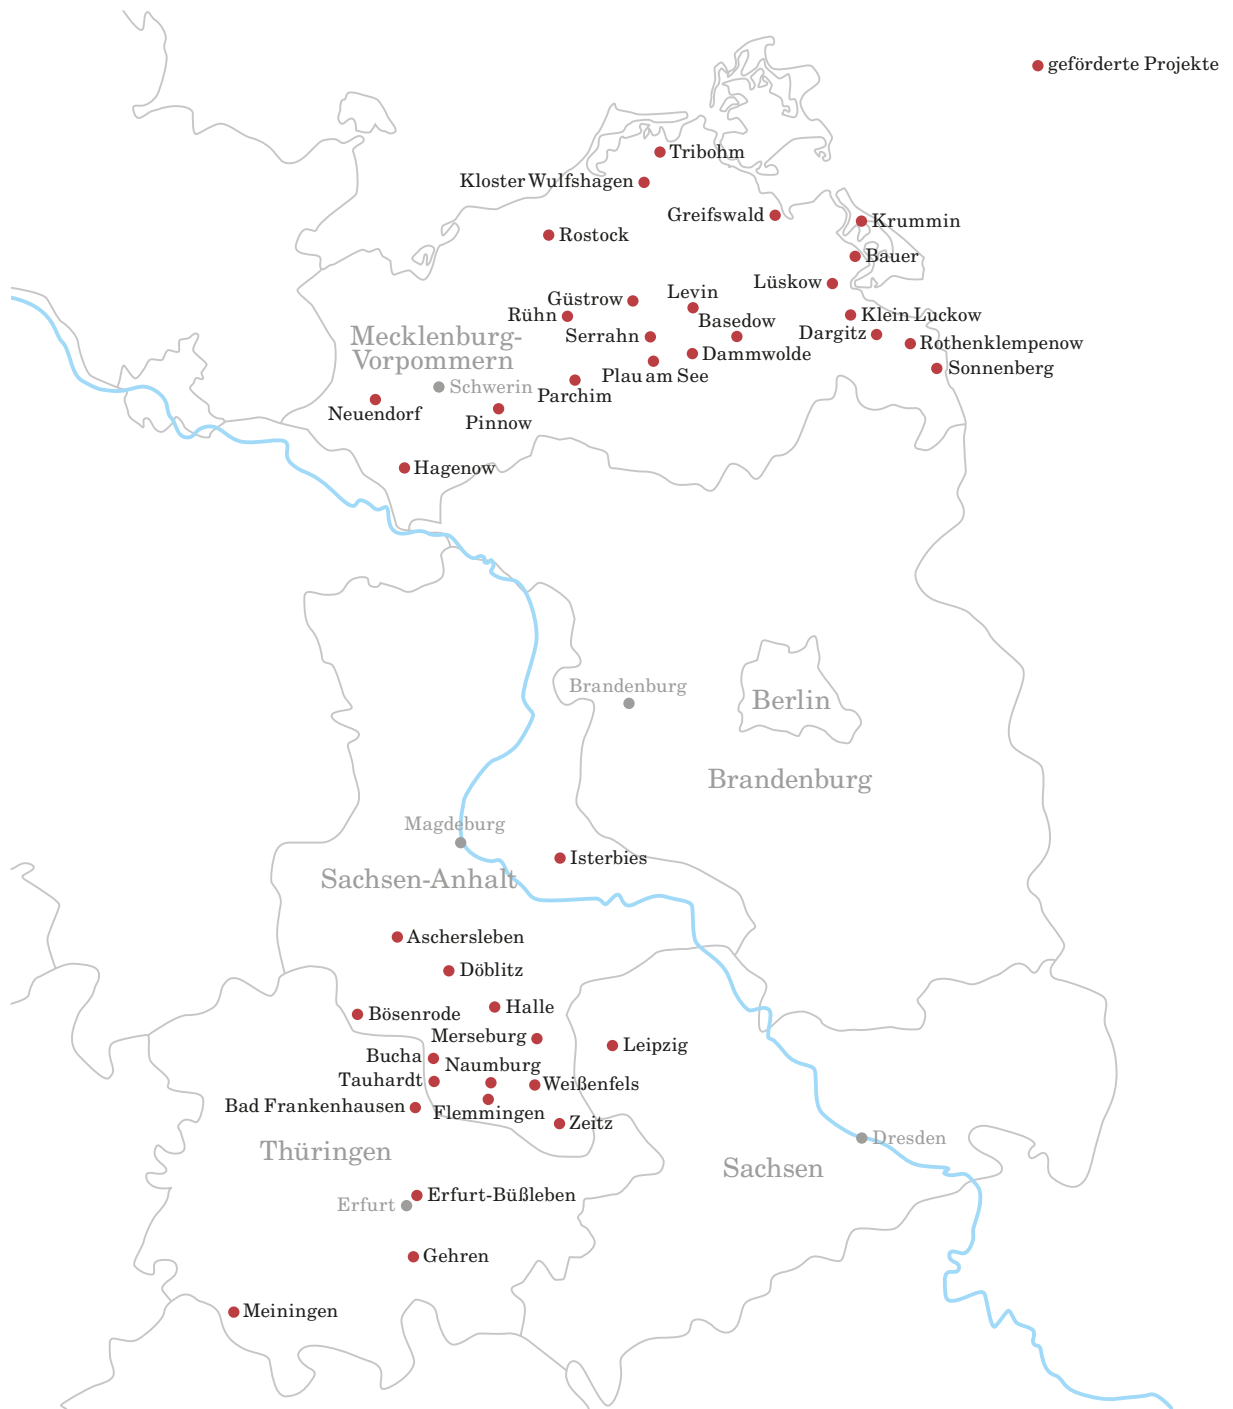 geförderte Projekte
Tribohm
Kloster Wulfshagen
Greifswald
Krummin
Rostock
Bauer
Lüskow
Levin
Güstrow
Rühn
Klein Luckow
Basedow
Dargitz
Serrahn
Rothenklempenow
Mecklenburg-
Vorpommern
Dammwolde
Sonnenberg
Plau am See
Schwerin
Parchim
Neuendorf
Pinnow
Hagenow
Brandenburg
Berlin
Brandenburg
Magdeburg
Isterbies
Sachsen-Anhalt
Aschersleben
Döblitz
Halle
Bösenrode
Merseburg
Leipzig
Bucha
Naumburg
Tauhardt
Weißenfels
Bad Frankenhausen
Flemmingen
Zeitz
Dresden
Thüringen
Sachsen
Erfurt-Büßleben
Erfurt
Gehren
Meiningen